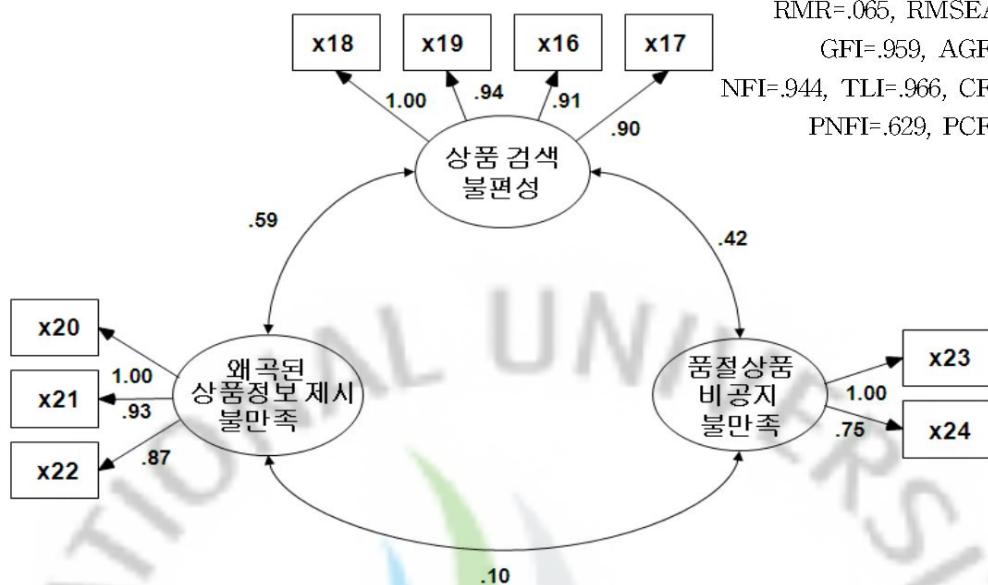 RMR=.065, RMSEA
GFI=.959, AGF
NFI=.944, TLI=.966, CF
PNFI=.629, PCF
x18
x19
x16
x17
1.00
.94
.91
.90
상품 검색
불편성
.59
.42
x20
x21
x22
1.00
.93
.87
왜곡된
상품정보 제시
불만족
품절상품
비공지
불만족
x23
x24
1.00
.75
.10
NATIONAL UNIVERSI